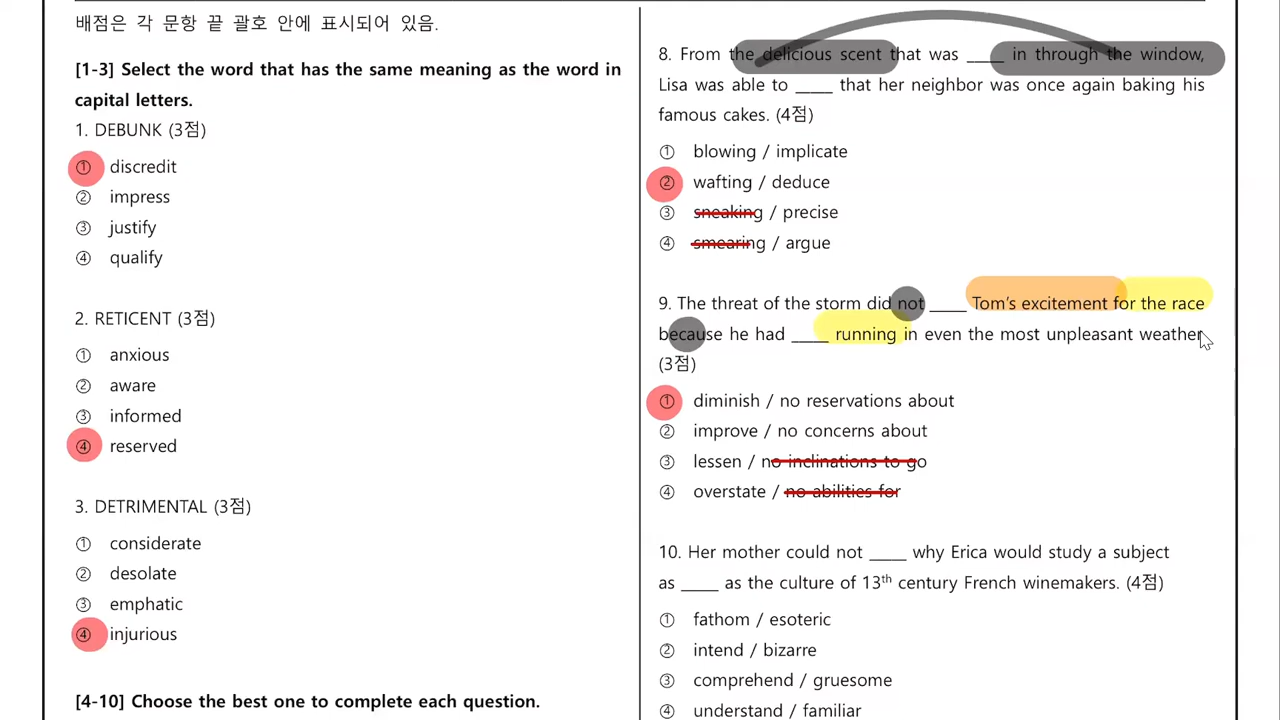 배점은 각 문항 끝 괄호 안에 표시되어 있음.
[1-3] Select the word that has the same meaning as the word in
capital letters.
1. DEBUNK (3점)
① discredit
② impress
③ justify
④ qualify
2. RETICENT (3점)
① anxious
② aware
③ informed
④ reserved
3. DETRIMENTAL (3점)
① considerate
② desolate
③ emphatic
④ injurious
[4-10] Choose the best one to complete each question.
8. From the delicious scent that was ____ in through the window,
Lisa was able to ____ that her neighbor was once again baking his
famous cakes. (4점)
① blowing / implicate
② wafting / deduce
③ sneaking / precise
④ smearing / argue
9. The threat of the storm did not ____ Tom's excitement for the race
because he had ____ running in even the most unpleasant weather
(3점)
① diminish / no reservations about
② improve / no concerns about
③ lessen / no inclinations to go
④ overstate / no abilities for
10. Her mother could not ____ why Erica would study a subject
as ____ as the culture of 13th century French winemakers. (4점)
① fathom / esoteric
② intend / bizarre
③ comprehend / gruesome
④ understand / familiar